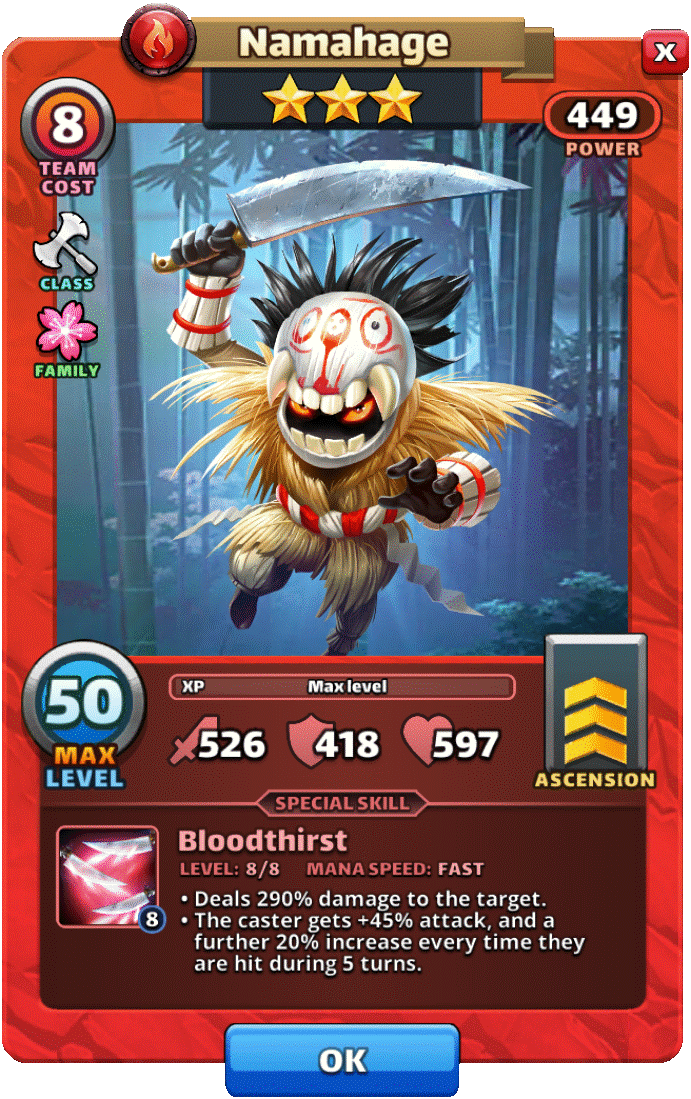 Namahage
X
8
TEAM
COST
449
POWER
CLASS
FAMILY
50
MAX
LEVEL
XP Max level
526 418 597
ASCENSION
SPECIAL SKILL
Bloodthirst
LEVEL: 8/8 MANA SPEED: FAST
8
• Deals 290% damage to the target.
• The caster gets +45% attack, and a
further 20% increase every time they
are hit during 5 turns.
OK